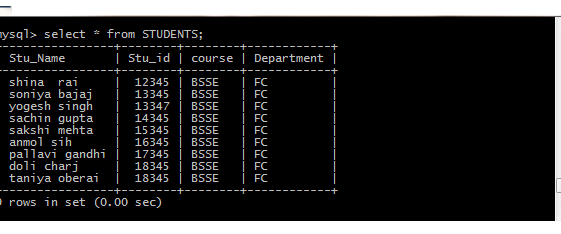 mysql> select * from STUDENTS;
Stu_Name | Stu_id | course | Department |
shina rai | 12345 | BSSE | FC |
soniya bajaj | 13345 | BSSE | FC |
yogesh singh | 13347 | BSSE | FC |
sachin gupta | 14345 | BSSE | FC |
sakshi mehta | 15345 | BSSE | FC |
anmol sih | 16345 | BSSE | FC |
pallavi gandhi | 17345 | BSSE | FC |
doli charj | 18345 | BSSE | FC |
taniya oberai | 18345 | BSSE | FC |
rows in set (0.00 sec)